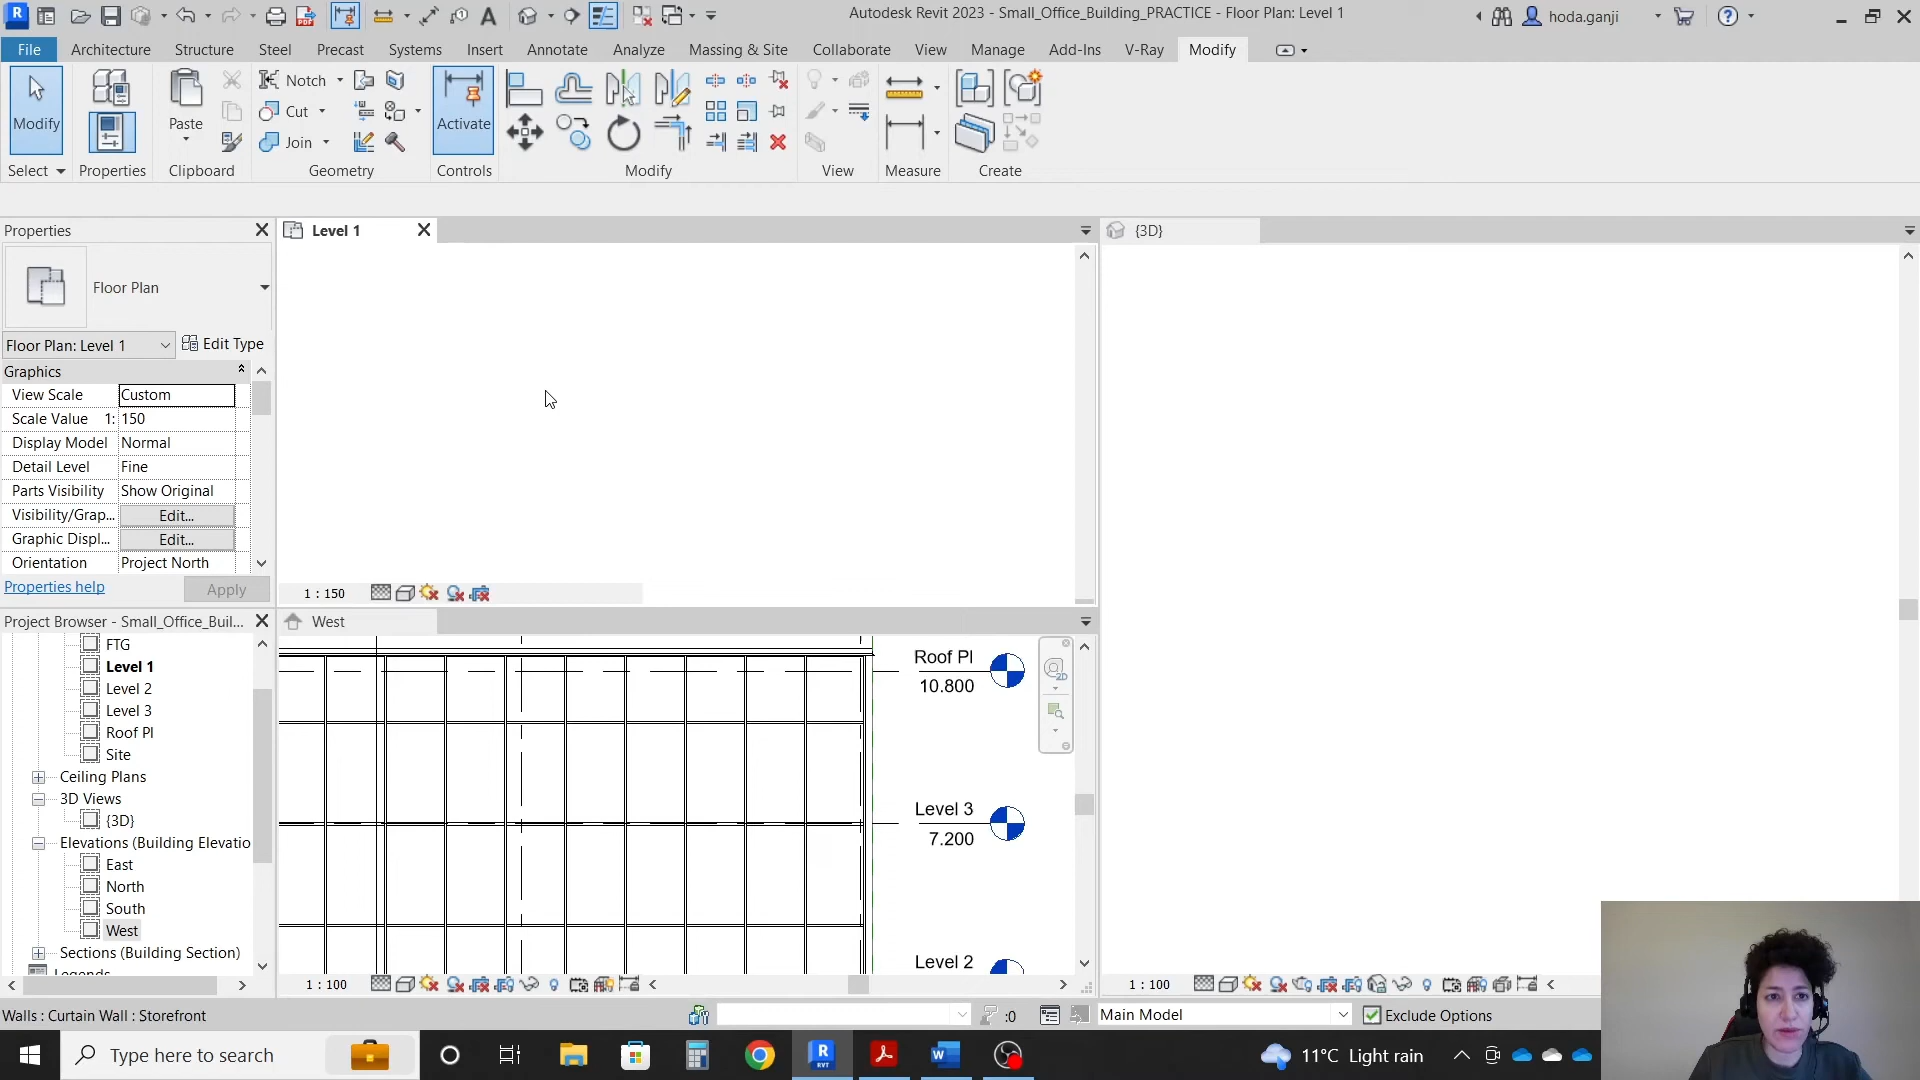 Autodesk Revit 2023 - Small_Office_Building_PRACTICE - Floor Plan: Level 1
hoda.ganji
File Architecture Structure Steel Precast Systems Insert Annotate Analyze Massing & Site Collaborate View Manage Add-Ins V-Ray Modify
Modify
Paste
Notch
Cut
Join
Activate
Select Properties Clipboard Geometry Controls Modify View Measure Create
Properties
Floor Plan
Floor Plan: Level 1 Edit Type
Graphics
View Scale Custom
Scale Value 1: 150
Display Model Normal
Detail Level Fine
Parts Visibility Show Original
Visibility/Grap... Edit...
Graphic Displ... Edit...
Orientation Project North
Properties help Apply
Project Browser - Small_Office_Buil...
FTG
Level 1
Level 2
Level 3
Roof Pl
Site
Ceiling Plans
3D Views
{3D}
Elevations (Building Elevatio
East
North
South
West
Sections (Building Section)
Legends
Level 1
1 : 150
West
Roof Pl
10.800
Level 3
7.200
Level 2
1 : 100
2D
{3D}
1 : 100
Walls : Curtain Wall : Storefront
:0
Main Model
Exclude Options
Type here to search
11°C Light rain